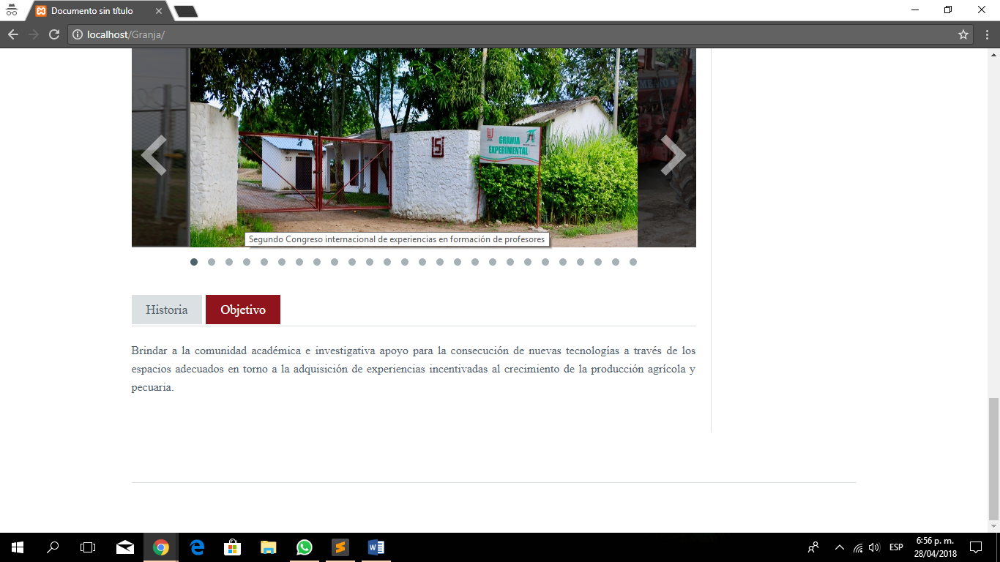 Documento sin título
localhost/Granja/
GRANJA
EXPERIMENTAL
Segundo Congreso internacional de experiencias en formación de profesores
Historia
Objetivo
Brindar a la comunidad académica e investigativa apoyo para la consecución de nuevas tecnologías a través de los
espacios adecuados en torno a la adquisición de experiencias incentivadas al crecimiento de la producción agrícola y
pecuaria.
ESP
6:56 p. m.
28/04/2018